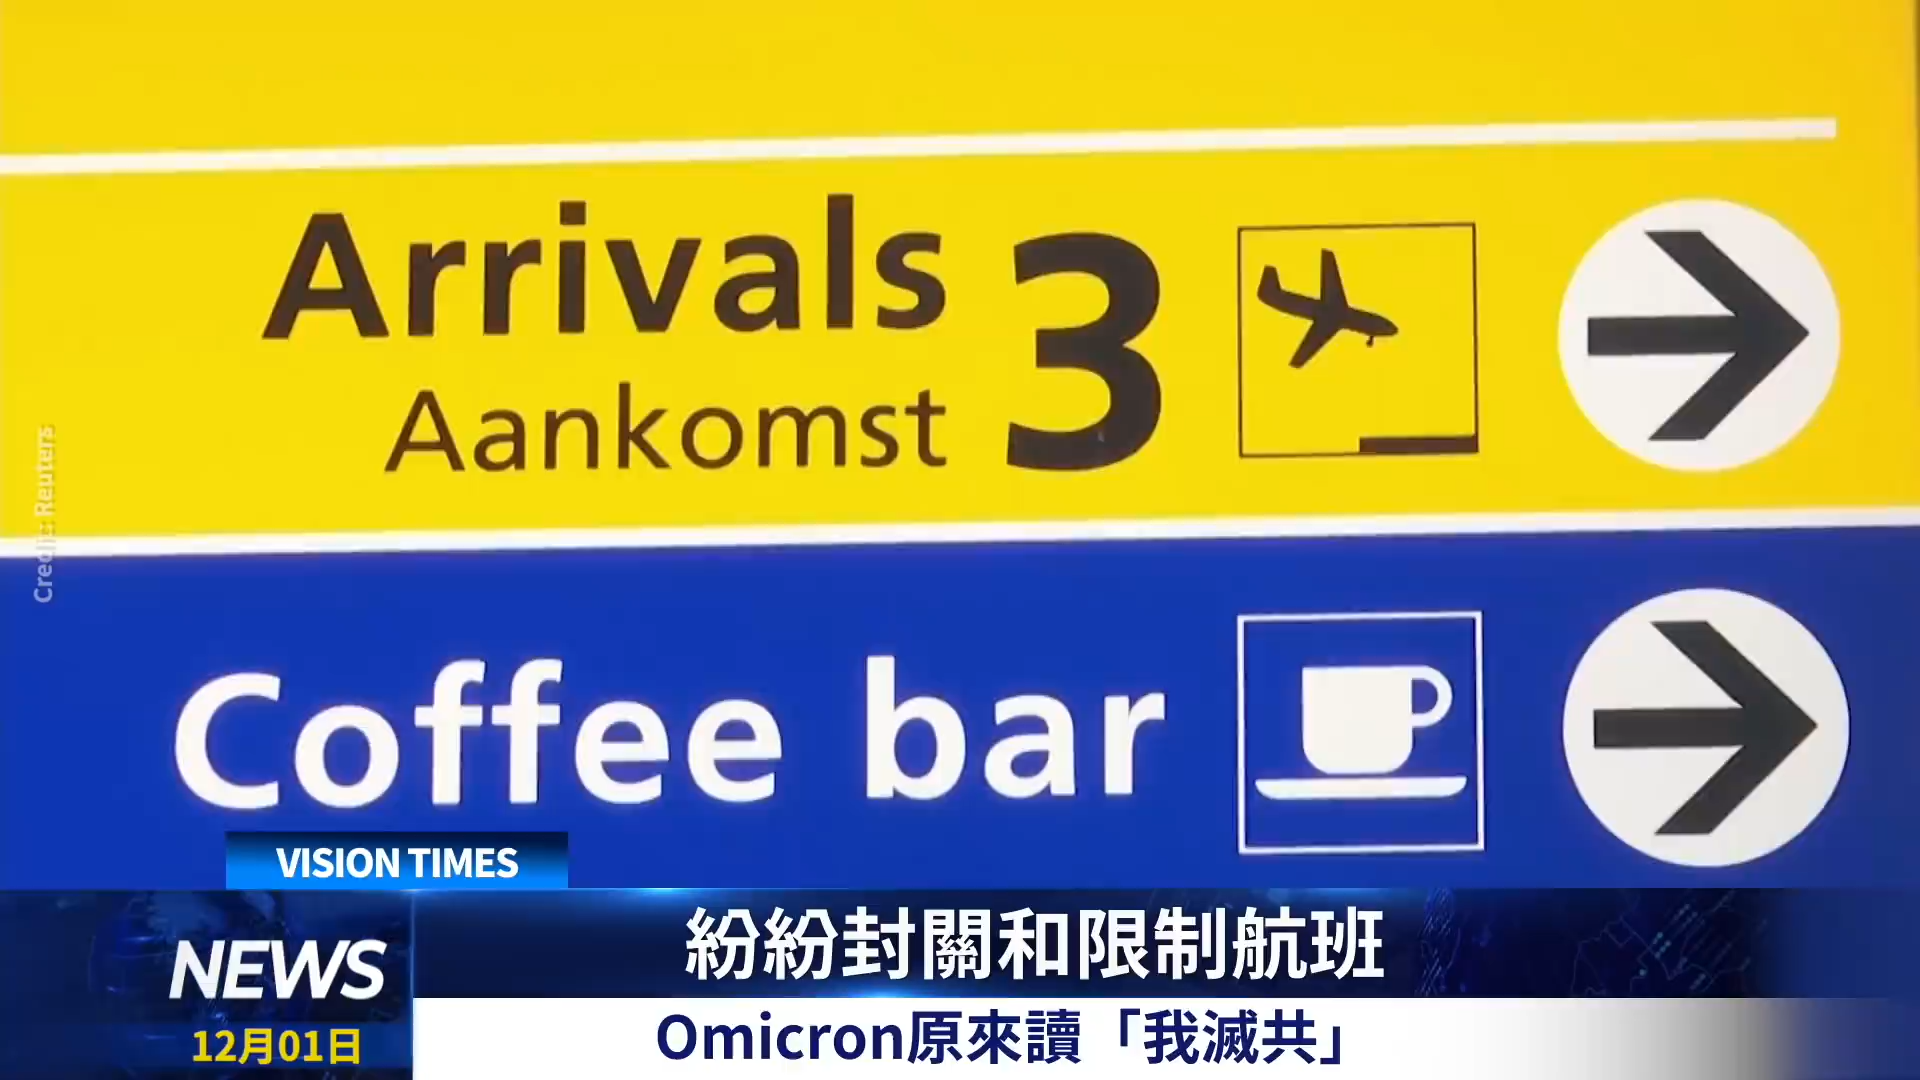 Arrivals
Aankomst
3
Credit: Reuters
Coffee bar
VISION TIMES
NEWS
12月01日
紛紛封關和限制航班
Omicron原來讀「我滅共」